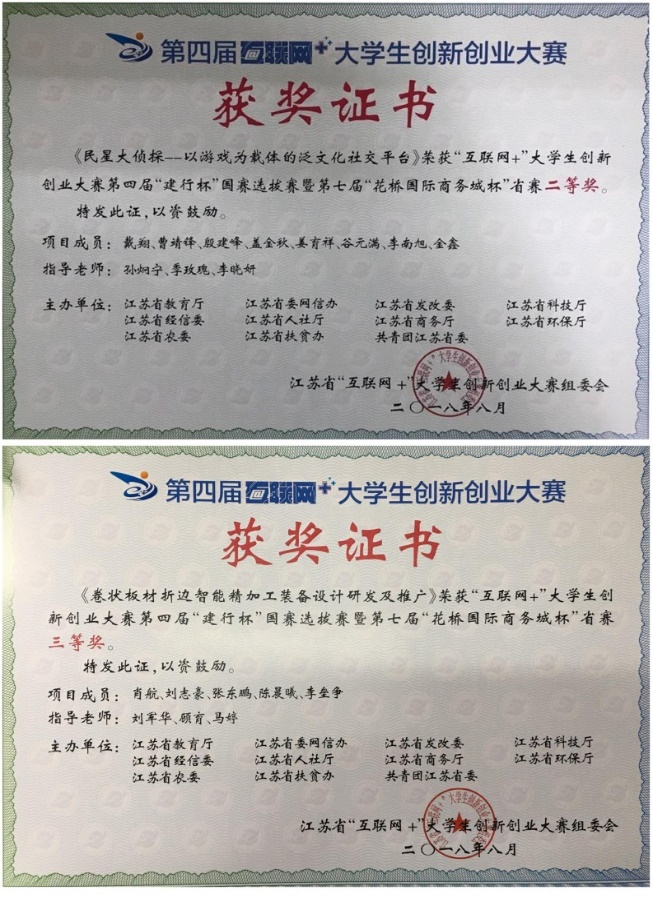 第四届互联网+大学生创新创业大赛
获奖证书
《民星大侦探——以游戏为载体的泛文化社交平台》荣获“互联网+”大学生创新
创业大赛第四届“建行杯”国赛选拔赛暨第七届“花桥国际商务城杯”省赛二等奖。
特发此证,以资鼓励。
项目成员：戴翔、曹靖锋、殷建峰、盖金秋、姜育祥、谷元满、李南旭、金鑫
指导老师：孙炯宁、季玫瑰、李晓妍
主办单位：江苏省教育厅 江苏省委网信办 江苏省发改委 江苏省科技厅
江苏省经信委 江苏省人社厅 江苏省商务厅 江苏省环保厅
江苏省农委 江苏省扶贫办 共青团江苏省委
江苏省“互联网+”大学生创新创业大赛组委会
二〇一八年八月
第四届互联网+大学生创新创业大赛
获奖证书
《卷状板材折边智能精加工装备设计研发及推广》荣获“互联网+”大学生创
新创业大赛第四届“建行杯”国赛选拔赛暨第七届“花桥国际商务城杯”省赛
三等奖。
特发此证,以资鼓励。
项目成员：肖航、刘志豪、张东鹏、陈晨曦、李垒争
指导老师：刘军华、顾育、马婷
主办单位：江苏省教育厅 江苏省委网信办 江苏省发改委 江苏省科技厅
江苏省经信委 江苏省人社厅 江苏省商务厅 江苏省环保厅
江苏省农委 江苏省扶贫办 共青团江苏省委
江苏省“互联网+”大学生创新创业大赛组委会
二〇一八年八月